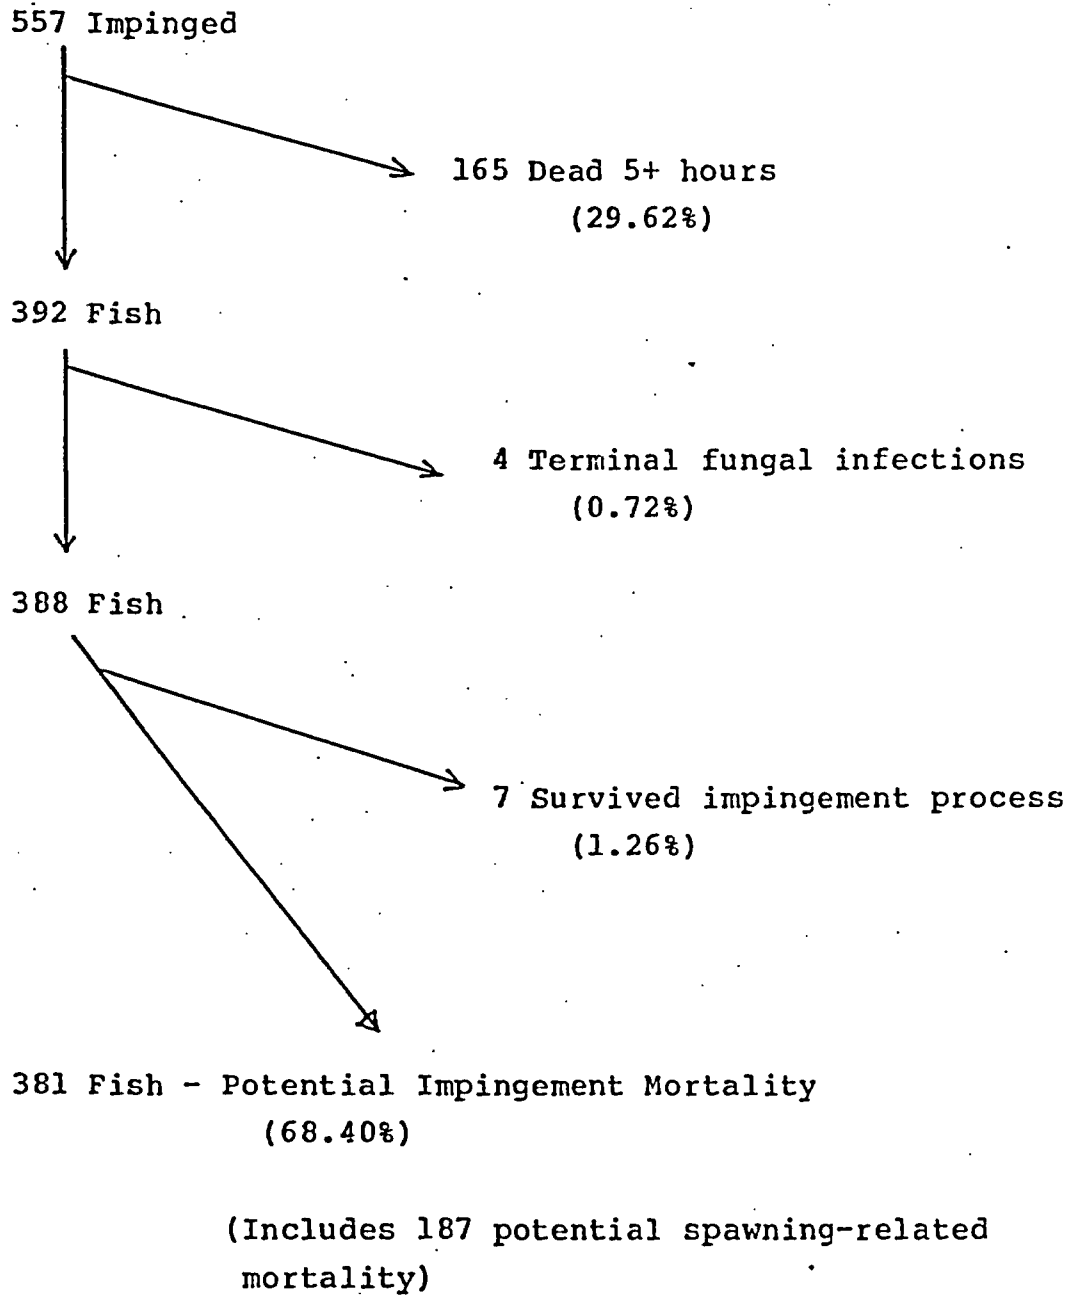 557 Impinged
165 Dead 5+ hours
(29.62%)
392 Fish
4 Terminal fungal infections
(0.72%)
388 Fish
7 Survived impingement process
(1.26%)
381 Fish - Potential Impingement Mortality
(68.40%)
(Includes 187 potential spawning-related
mortality)